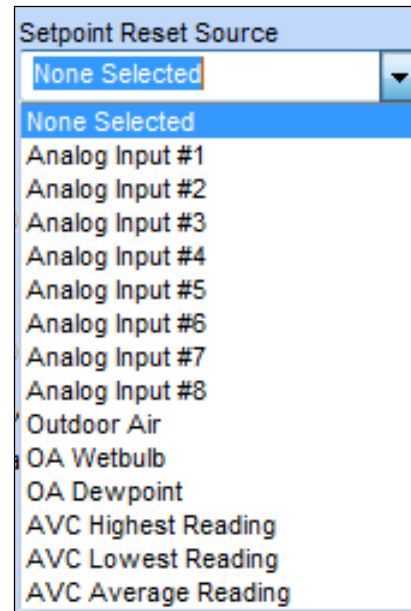 Setpoint Reset Source
None Selected
None Selected
Analog Input #1
Analog Input #2
Analog Input #3
Analog Input #4
Analog Input #5
Analog Input #6
Analog Input #7
Analog Input #8
Outdoor Air
OA Wetbulb
OA Dewpoint
AVC Highest Reading
AVC Lowest Reading
AVC Average Reading